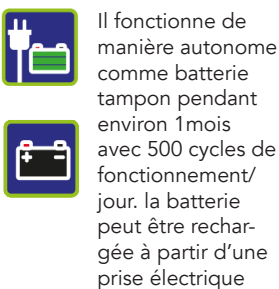 Il fonctionne de
manière autonome
comme batterie
tampon pendant
environ 1mois
avec 500 cycles de
fonctionnement/
jour. la batterie
peut être rechar-
gée à partir d'une
prise électrique